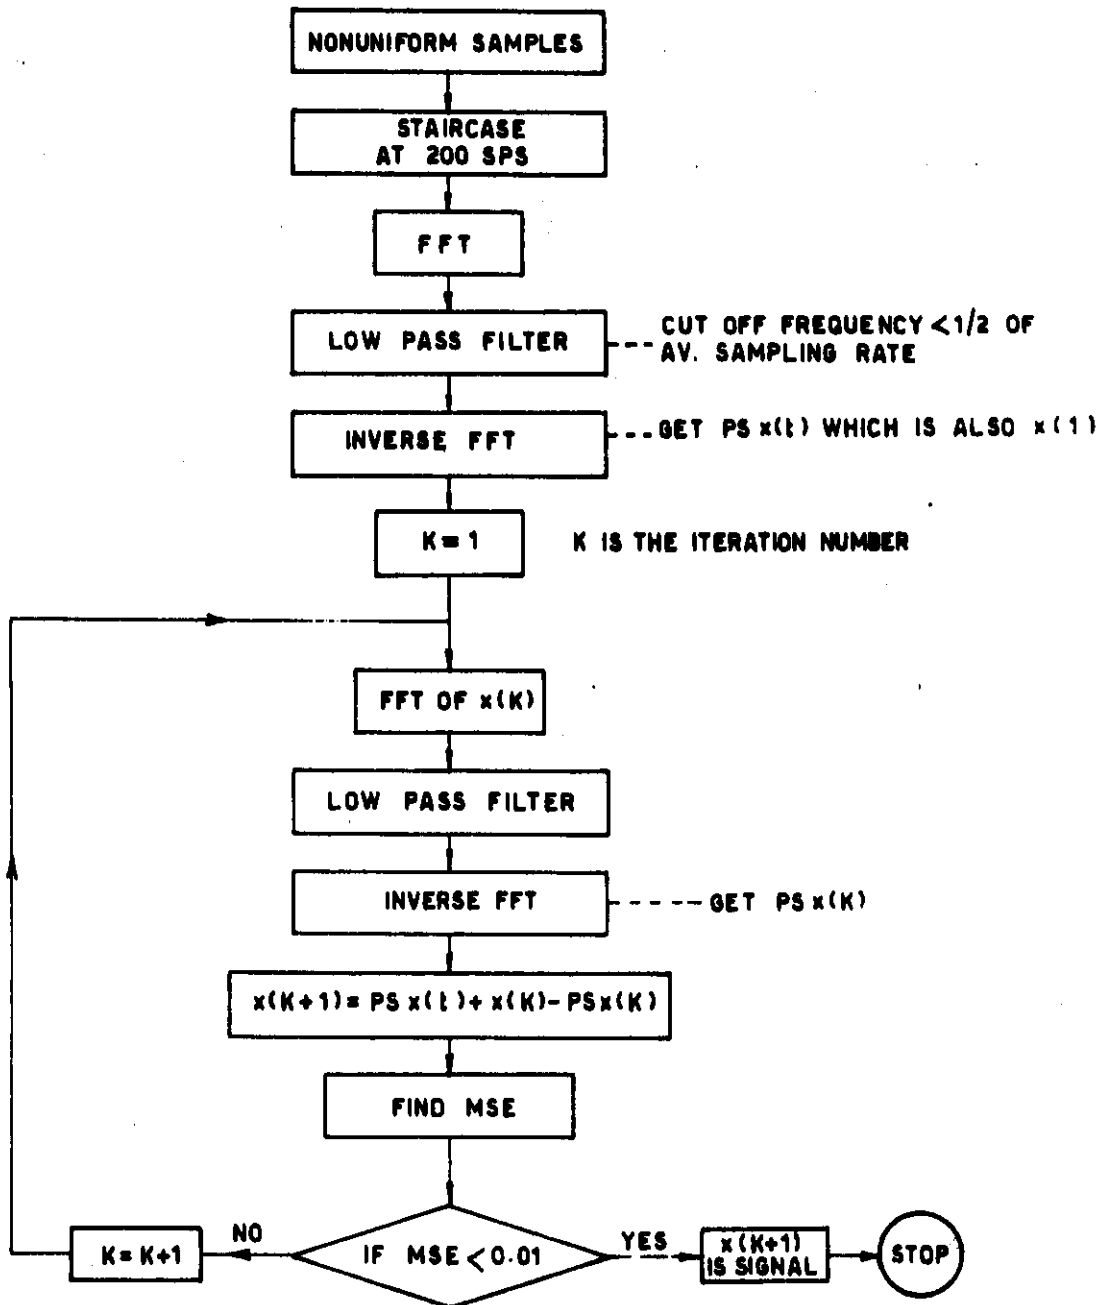 NONUNIFORM SAMPLES
STAIRCASE
AT 200 SPS
FFT
LOW PASS FILTER
CUT OFF FREQUENCY < 1/2 OF
AV. SAMPLING RATE
INVERSE FFT
GET PS x(t) WHICH IS ALSO x(1)
K = 1
K IS THE ITERATION NUMBER
FFT OF x(K)
LOW PASS FILTER
INVERSE FFT
GET PS x(K)
x(K+1) = PS x(t) + x(K) - PSx(K)
FIND MSE
IF MSE < 0.01
NO
K = K+1
YES
x(K+1)
IS SIGNAL
STOP